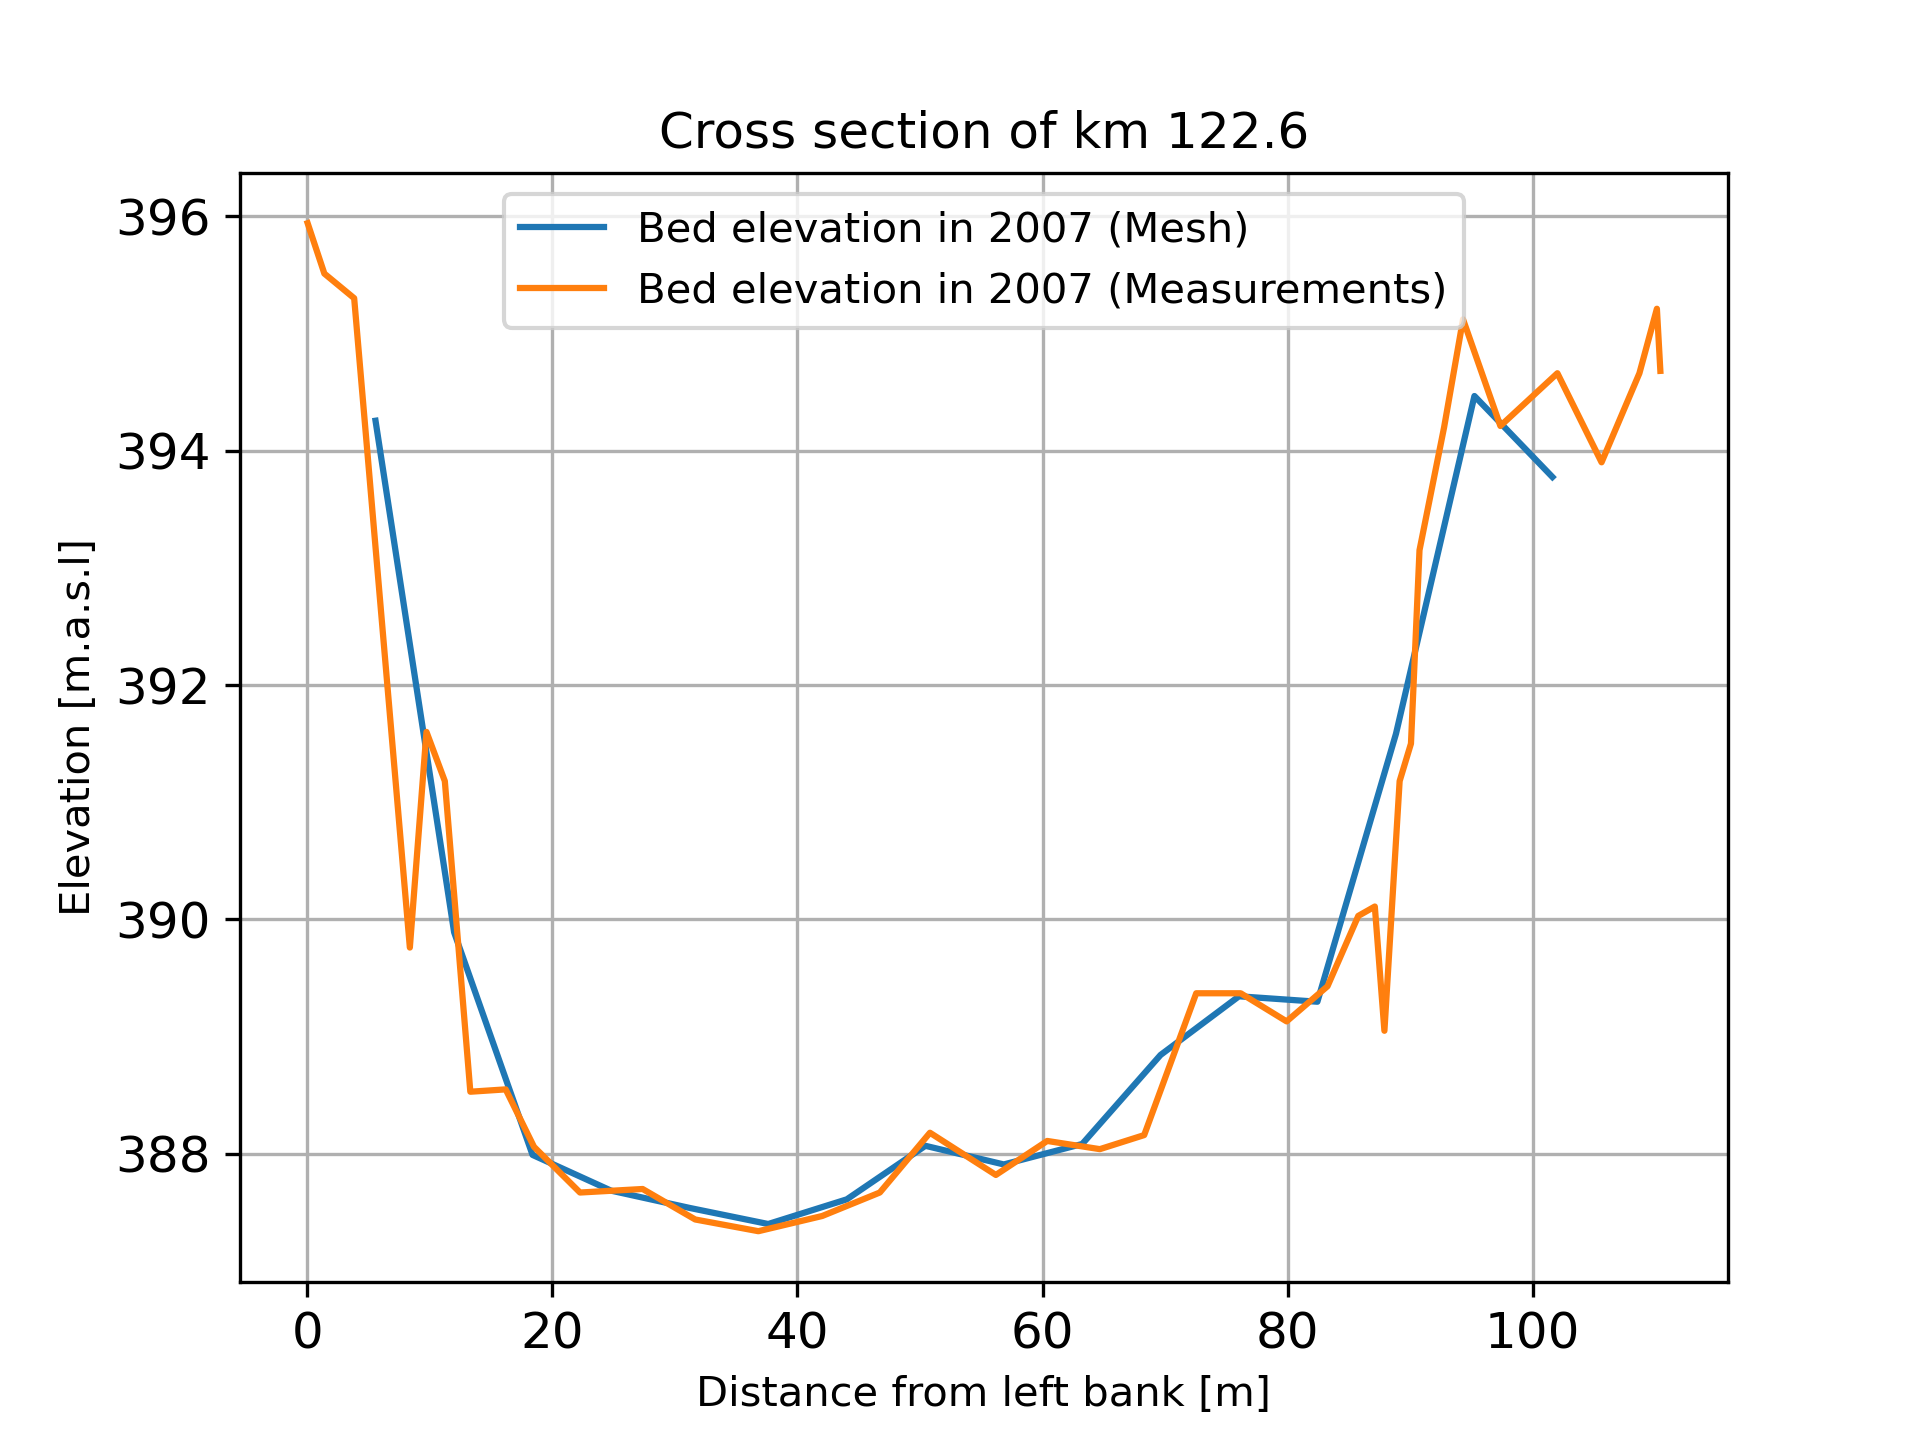 Cross section of km 122.6
Bed elevation in 2007 (Mesh)
Bed elevation in 2007 (Measurements)
396
394
392
390
388
Elevation [m.a.s.l]
0 20 40 60 80 100
Distance from left bank [m]